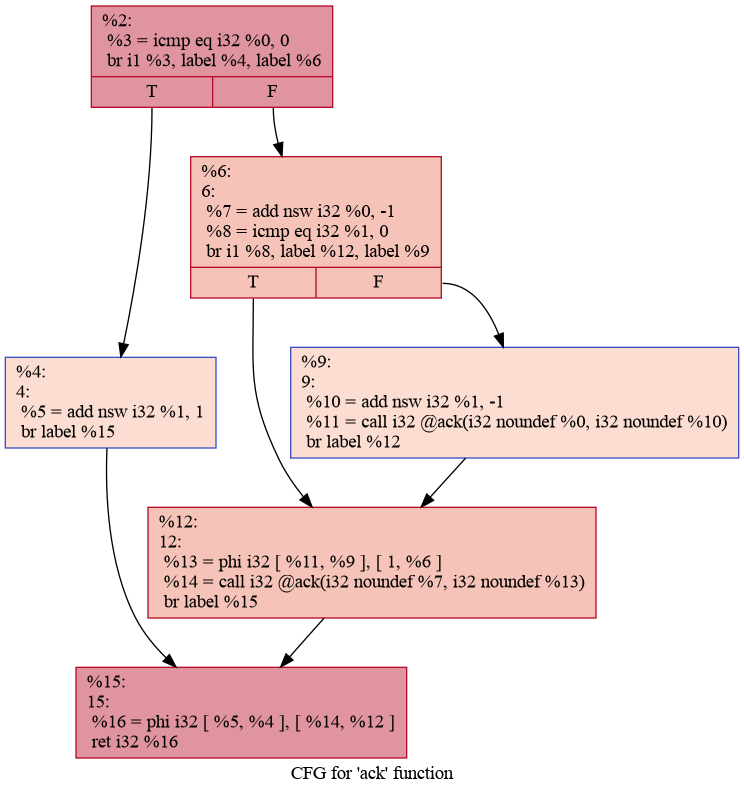 %2:
%3 = icmp eq i32 %0, 0
br i1 %3, label %4, label %6
T F
%6:
6:
%7 = add nsw i32 %0, -1
%8 = icmp eq i32 %1, 0
br i1 %8, label %12, label %9
T F
%4:
4:
%5 = add nsw i32 %1, 1
br label %15
%9:
9:
%10 = add nsw i32 %1, -1
%11 = call i32 @ack(i32 noundef %0, i32 noundef %10)
br label %12
%12:
12:
%13 = phi i32 [ %11, %9 ], [ 1, %6 ]
%14 = call i32 @ack(i32 noundef %7, i32 noundef %13)
br label %15
%15:
15:
%16 = phi i32 [ %5, %4 ], [ %14, %12 ]
ret i32 %16
CFG for 'ack' function